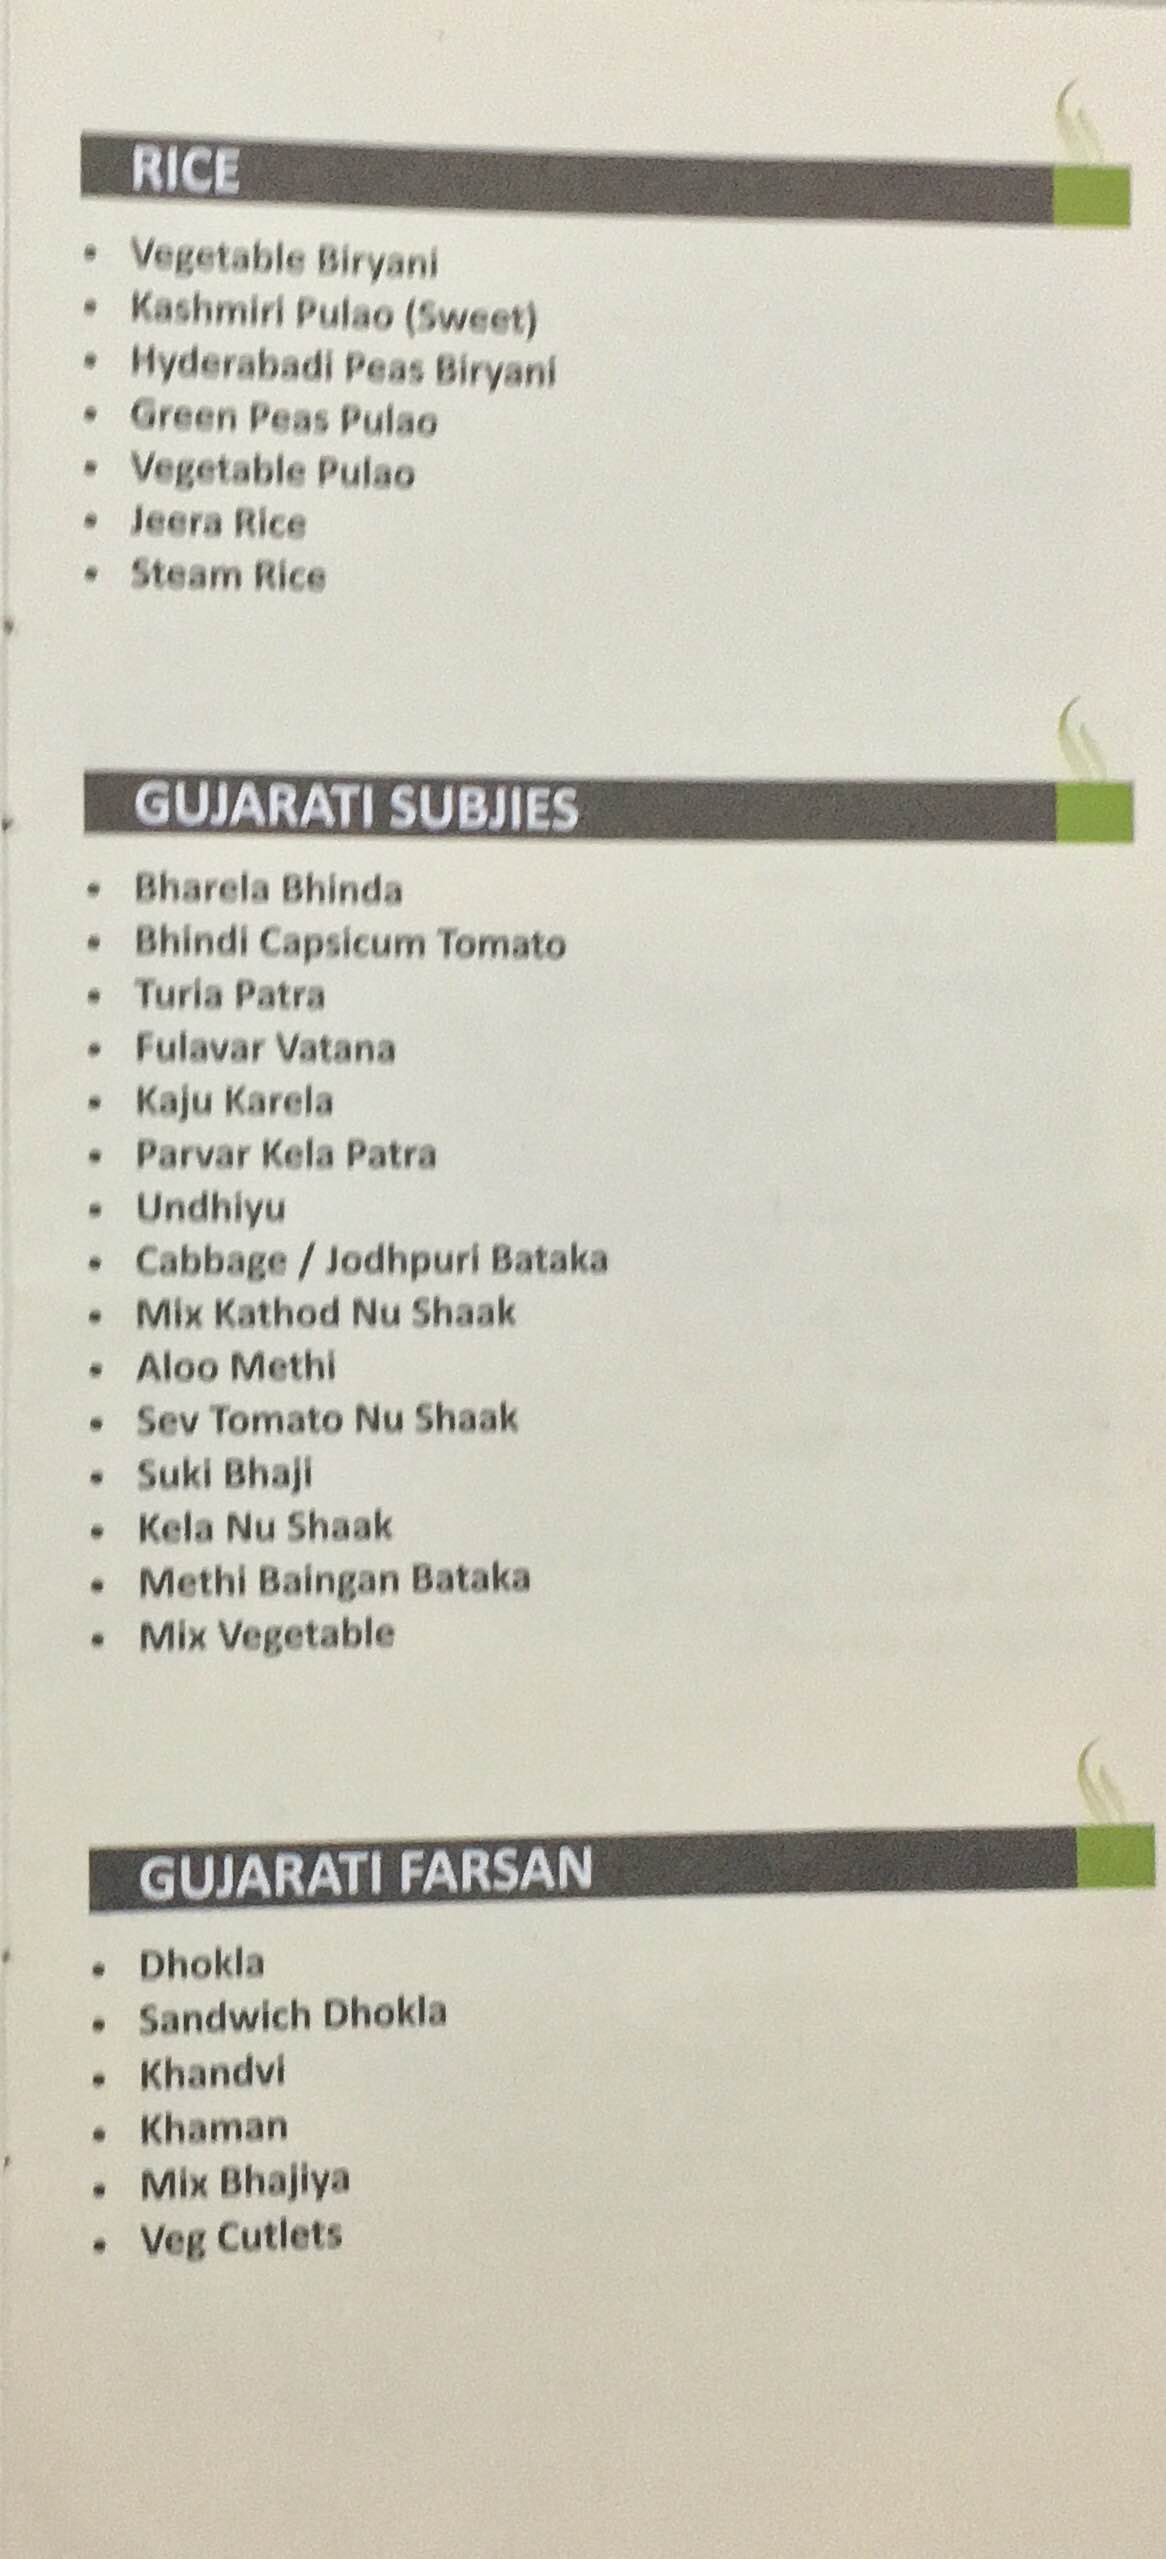 RICE
• Vegetable Biryani
• Kashmiri Pulao (Sweet)
• Hyderabadi Peas Biryani
• Green Peas Pulao
• Vegetable Pulao
• Jeera Rice
• Steam Rice
GUJARATI SUBJIES
• Bharela Bhinda
• Bhindi Capsicum Tomato
• Turia Patra
• Fulavar Vatana
• Kaju Karela
• Parvar Kela Patra
• Undhiyu
• Cabbage / Jodhpuri Bataka
• Mix Kathod Nu Shaak
• Aloo Methi
• Sev Tomato Nu Shaak
• Suki Bhaji
• Kela Nu Shaak
• Methi Baingan Bataka
• Mix Vegetable
GUJARATI FARSAN
• Dhokla
• Sandwich Dhokla
• Khandvi
• Khaman
• Mix Bhajiya
• Veg Cutlets